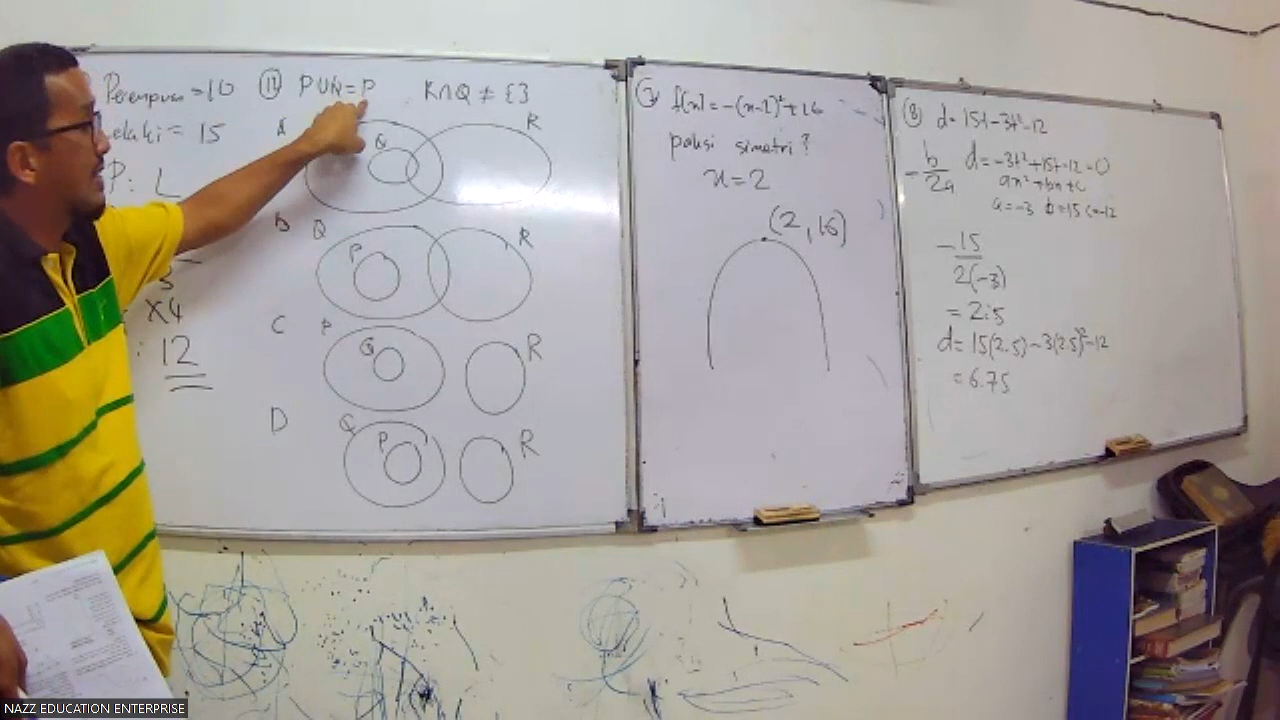 Perempuan = 10
Lelaki = 15
P: L
5
X4
: 12
⑪ P∪Q = P K∩Q ≠ { }
A
Q
R
B
Q
P
R
C
P
Q
R
D
Q
P
R
f(x) = -(x-2)² + 16
paksi simetri?
x = 2
(2, 16)
⑧ d = 15t - 3t² - 12
- b/2a
d = -3t² + 15t - 12 = 0
ax² + bx + c
a = -3 b = 15 c = -12
-15
2(-3)
= 2.5
d = 15(2.5) - 3(2.5)² - 12
= 6.75
NAZZ EDUCATION ENTERPRISE